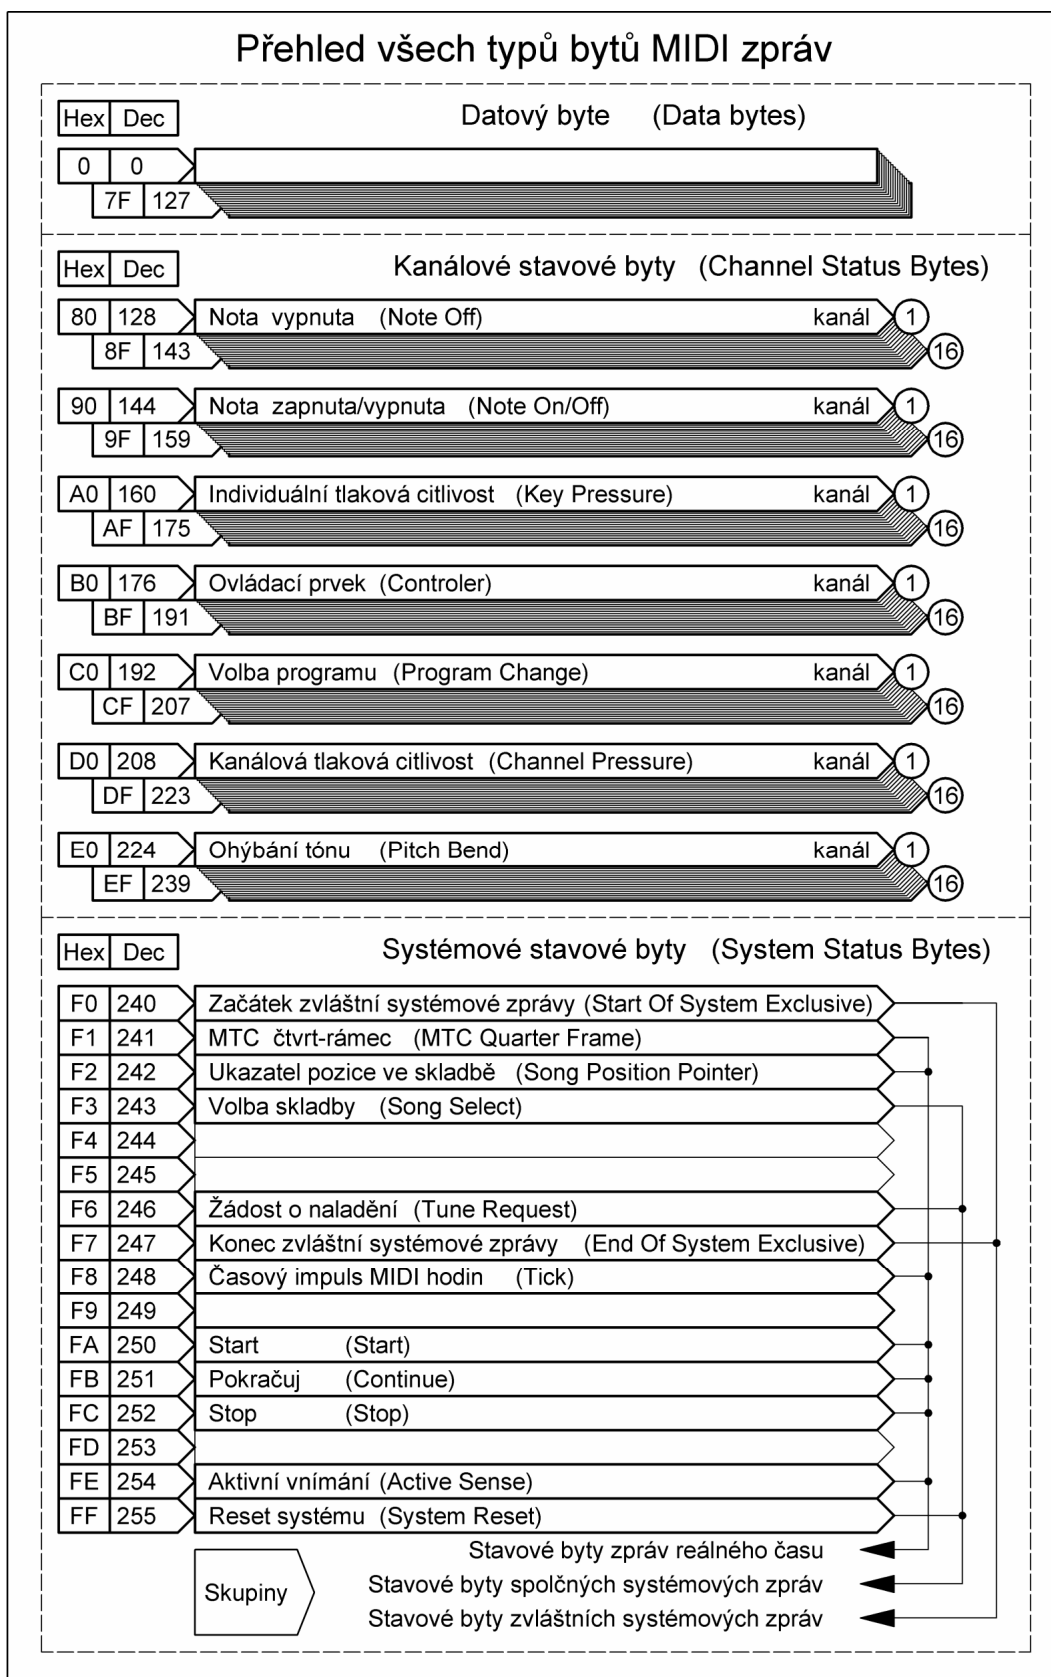 Přehled všech typů bytů MIDI zpráv
Hex Dec Datový byte (Data bytes)
0 0
7F 127
Hex Dec Kanálové stavové byty (Channel Status Bytes)
80 128 Nota vypnuta (Note Off) kanál 1
8F 143 16
90 144 Nota zapnuta/vypnuta (Note On/Off) kanál 1
9F 159 16
A0 160 Individuální tlaková citlivost (Key Pressure) kanál 1
AF 175 16
B0 176 Ovládací prvek (Controler) kanál 1
BF 191 16
C0 192 Volba programu (Program Change) kanál 1
CF 207 16
D0 208 Kanálová tlaková citlivost (Channel Pressure) kanál 1
DF 223 16
E0 224 Ohýbání tónu (Pitch Bend) kanál 1
EF 239 16
Hex Dec Systémové stavové byty (System Status Bytes)
F0 240 Začátek zvláštní systémové zprávy (Start Of System Exclusive)
F1 241 MTC čtvrt-rámec (MTC Quarter Frame)
F2 242 Ukazatel pozice ve skladbě (Song Position Pointer)
F3 243 Volba skladby (Song Select)
F4 244
F5 245
F6 246 Žádost o naladění (Tune Request)
F7 247 Konec zvláštní systémové zprávy (End Of System Exclusive)
F8 248 Časový impuls MIDI hodin (Tick)
F9 249
FA 250 Start (Start)
FB 251 Pokračuj (Continue)
FC 252 Stop (Stop)
FD 253
FE 254 Aktivní vnímání (Active Sense)
FF 255 Reset systému (System Reset)
Stavové byty zpráv reálného času
Skupiny Stavové byty spolčných systémových zpráv
Stavové byty zvláštních systémových zpráv